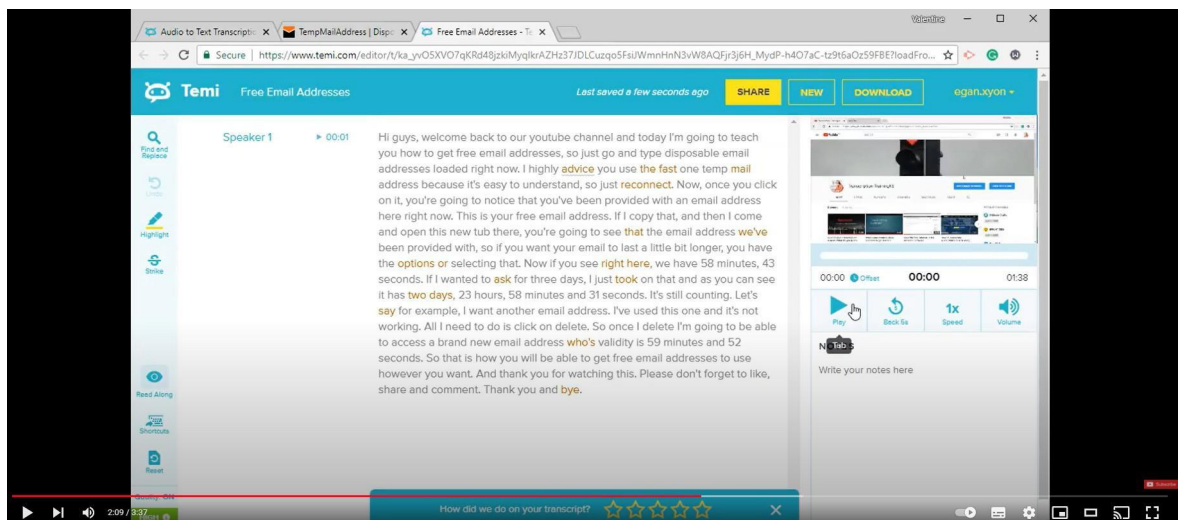 Valentine
Audio to Text Transcriptic
TempMailAddress | Dispo
Free Email Addresses - Te
Secure | https://www.temi.com/editor/t/ka_yvO5XVO7qKRd48jzkiMyqIkrAZHz37JDLCuzqo5FsiJWmnHnN3vW8AQFjr3j6H_MydP-h4O7aC-tz9t6aOz59FBE?loadFro...
Temi
Free Email Addresses
Last saved a few seconds ago
SHARE
NEW
DOWNLOAD
egan.xyon
Find and
Replace
Undo
Highlight
Strike
Speaker 1
00:01
Hi guys, welcome back to our youtube channel and today I'm going to teach
you how to get free email addresses, so just go and type disposable email
addresses loaded right now. I highly advice you use the fast one temp mail
address because it's easy to understand, so just reconnect. Now, once you click
on it, you're going to notice that you've been provided with an email address
here right now. This is your free email address. If I copy that, and then I come
and open this new tub there, you're going to see that the email address we've
been provided with, so if you want your email to last a little bit longer, you have
the options or selecting that. Now if you see right here, we have 58 minutes, 43
seconds. If I wanted to ask for three days, I just took on that and as you can see
it has two days, 23 hours, 58 minutes and 31 seconds. It's still counting. Let's
say for example, I want another email address. I've used this one and it's not
working. All I need to do is click on delete. So once I delete I'm going to be able
to access a brand new email address who's validity is 59 minutes and 52
seconds. So that is how you will be able to get free email addresses to use
however you want. And thank you for watching this. Please don't forget to like,
share and comment. Thank you and bye.
00:00
Offset
00:00
01:38
Play
Back 5s
1x
Speed
Volume
Tab
Write your notes here
Read Along
Shortcuts
Reset
How did we do on your transcript?
Subscribe
2:09 / 3:37